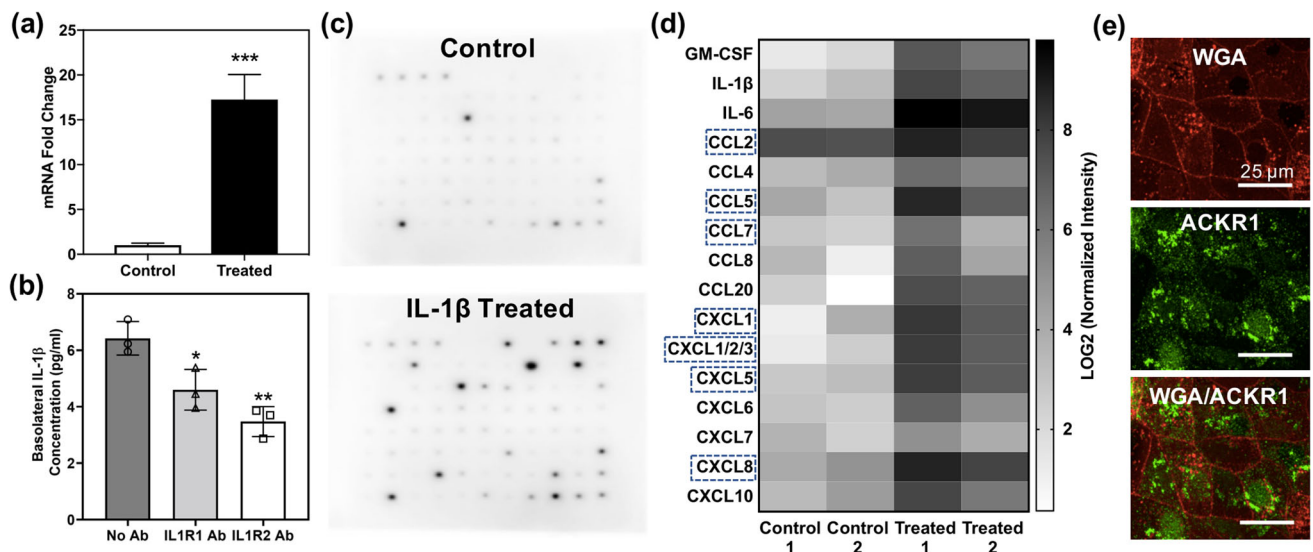 (a)
mRNA Fold Change
25
20
15
10
5
0
***
Control
Treated
(b)
Basolateral IL-1β
Concentration (pg/ml)
8
6
4
2
0
*
**
No Ab
IL1R1 Ab
IL1R2 Ab
(c)
Control
IL-1β Treated
(d)
GM-CSF
IL-1β
IL-6
CCL2
CCL4
CCL5
CCL7
CCL8
CCL20
CXCL1
CXCL1/2/3
CXCL5
CXCL6
CXCL7
CXCL8
CXCL10
Control
1
Control
2
Treated
1
Treated
2
8
6
4
2
LOG2 (Normalized Intensity)
(e)
WGA
25 µm
ACKR1
WGA/ACKR1